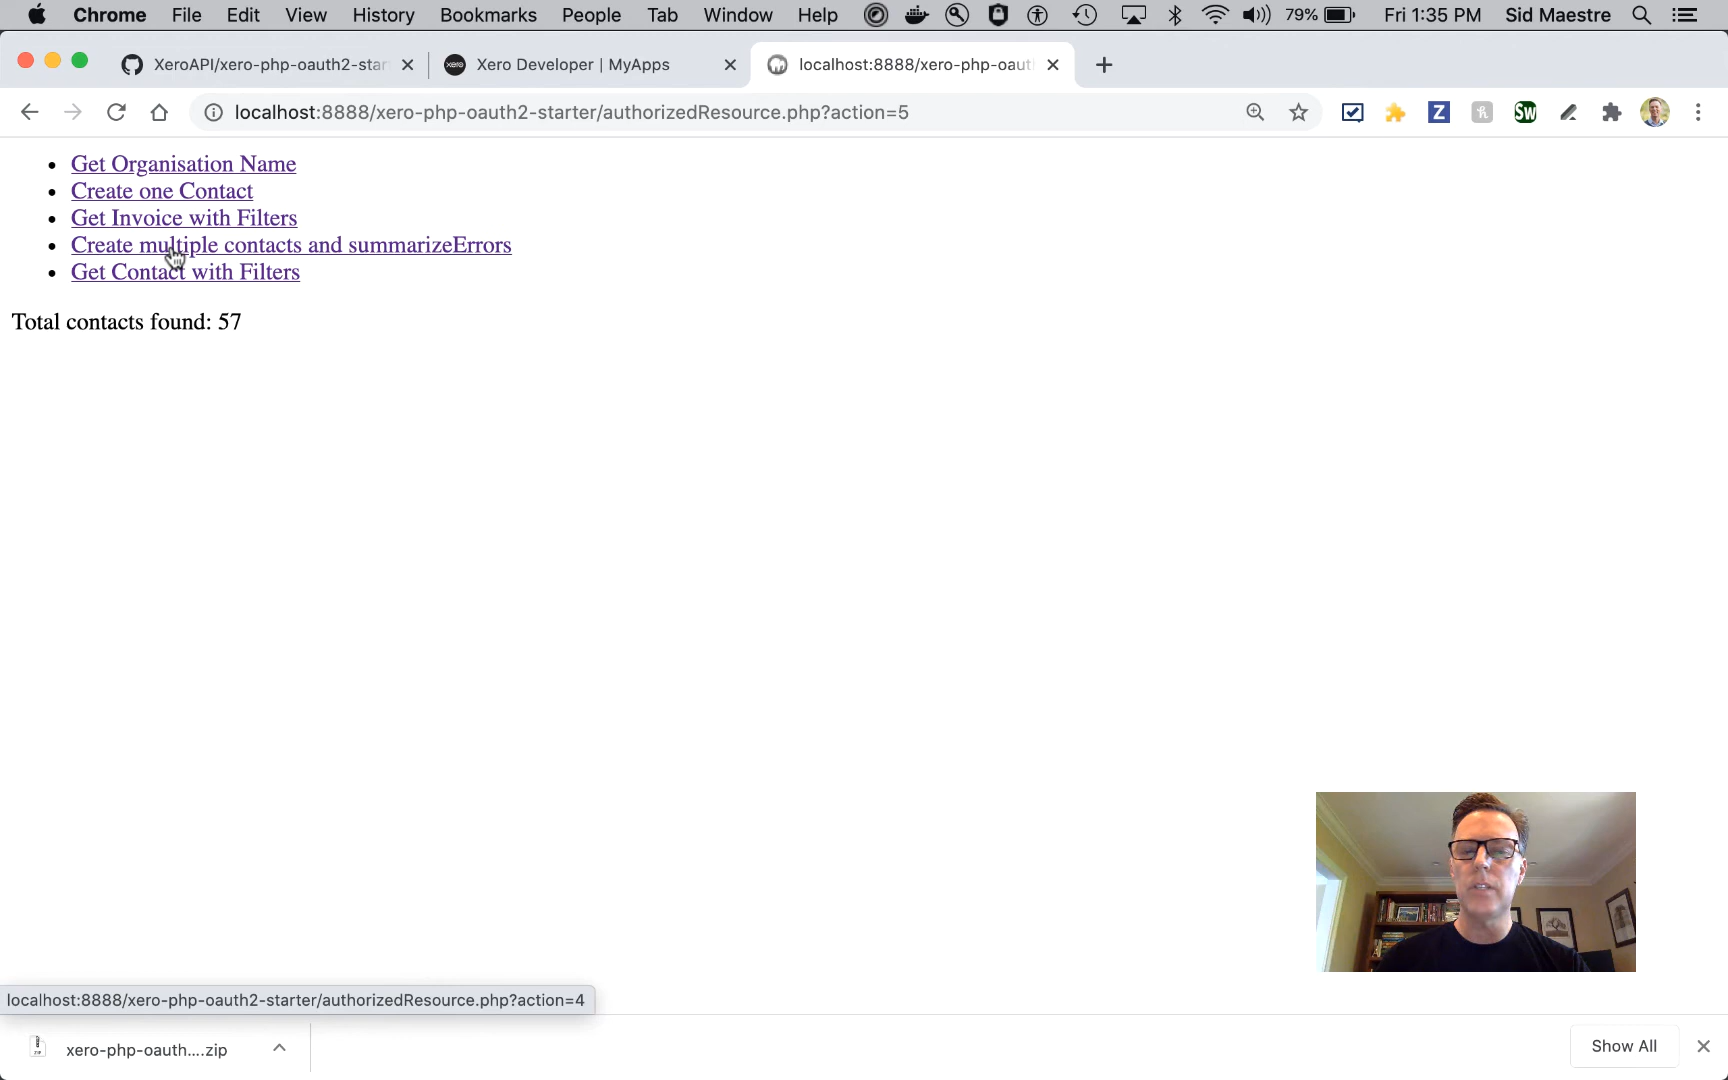 Chrome File Edit View History Bookmarks People Tab Window Help 79% Fri 1:35 PM Sid Maestre
XeroAPI/xero-php-oauth2-star Xero Developer | MyApps localhost:8888/xero-php-oaut
localhost:8888/xero-php-oauth2-starter/authorizedResource.php?action=5
Get Organisation Name
Create one Contact
Get Invoice with Filters
Create multiple contacts and summarizeErrors
Get Contact with Filters
Total contacts found: 57
localhost:8888/xero-php-oauth2-starter/authorizedResource.php?action=4
xero-php-oauth....zip Show All